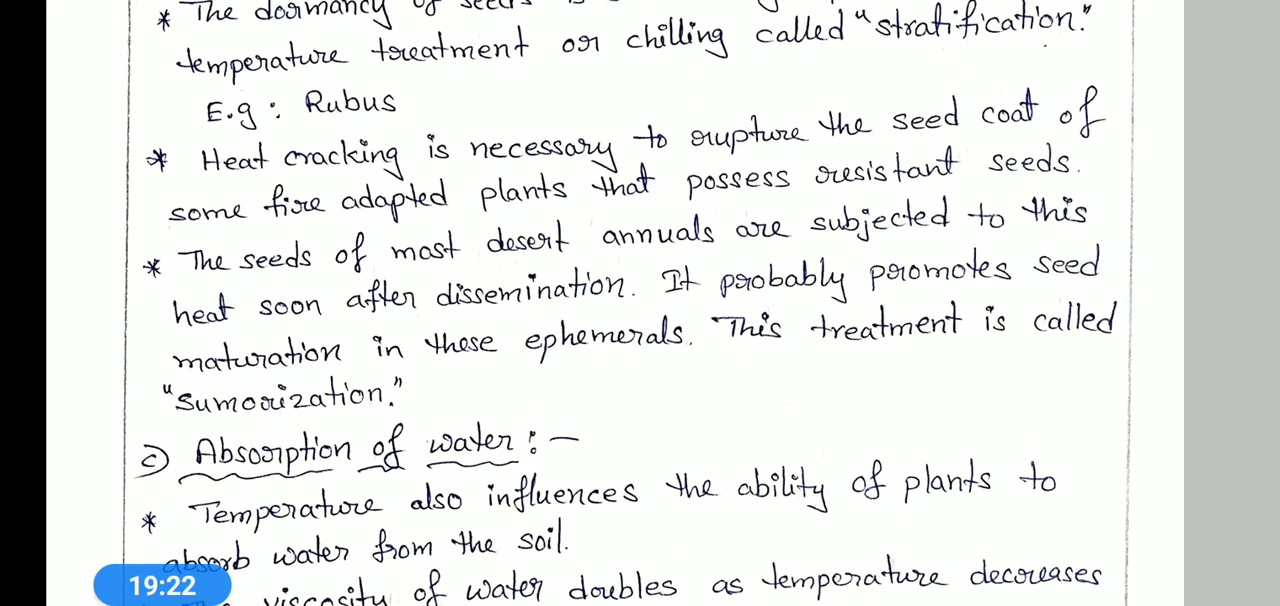 * The dormancy of seeds
temperature treatment or chilling called "stratification."
E.g : Rubus
* Heat cracking is necessary to rupture the seed coat of
some fire adapted plants that possess resistant seeds.
* The seeds of most desert annuals are subjected to this
heat soon after dissemination. It probably promotes seed
maturation in these ephemerals. This treatment is called
"Sumorization."
c) Absorption of water : —
* Temperature also influences the ability of plants to
absorb water from the soil.
19:22
viscosity of water doubles as temperature decreases